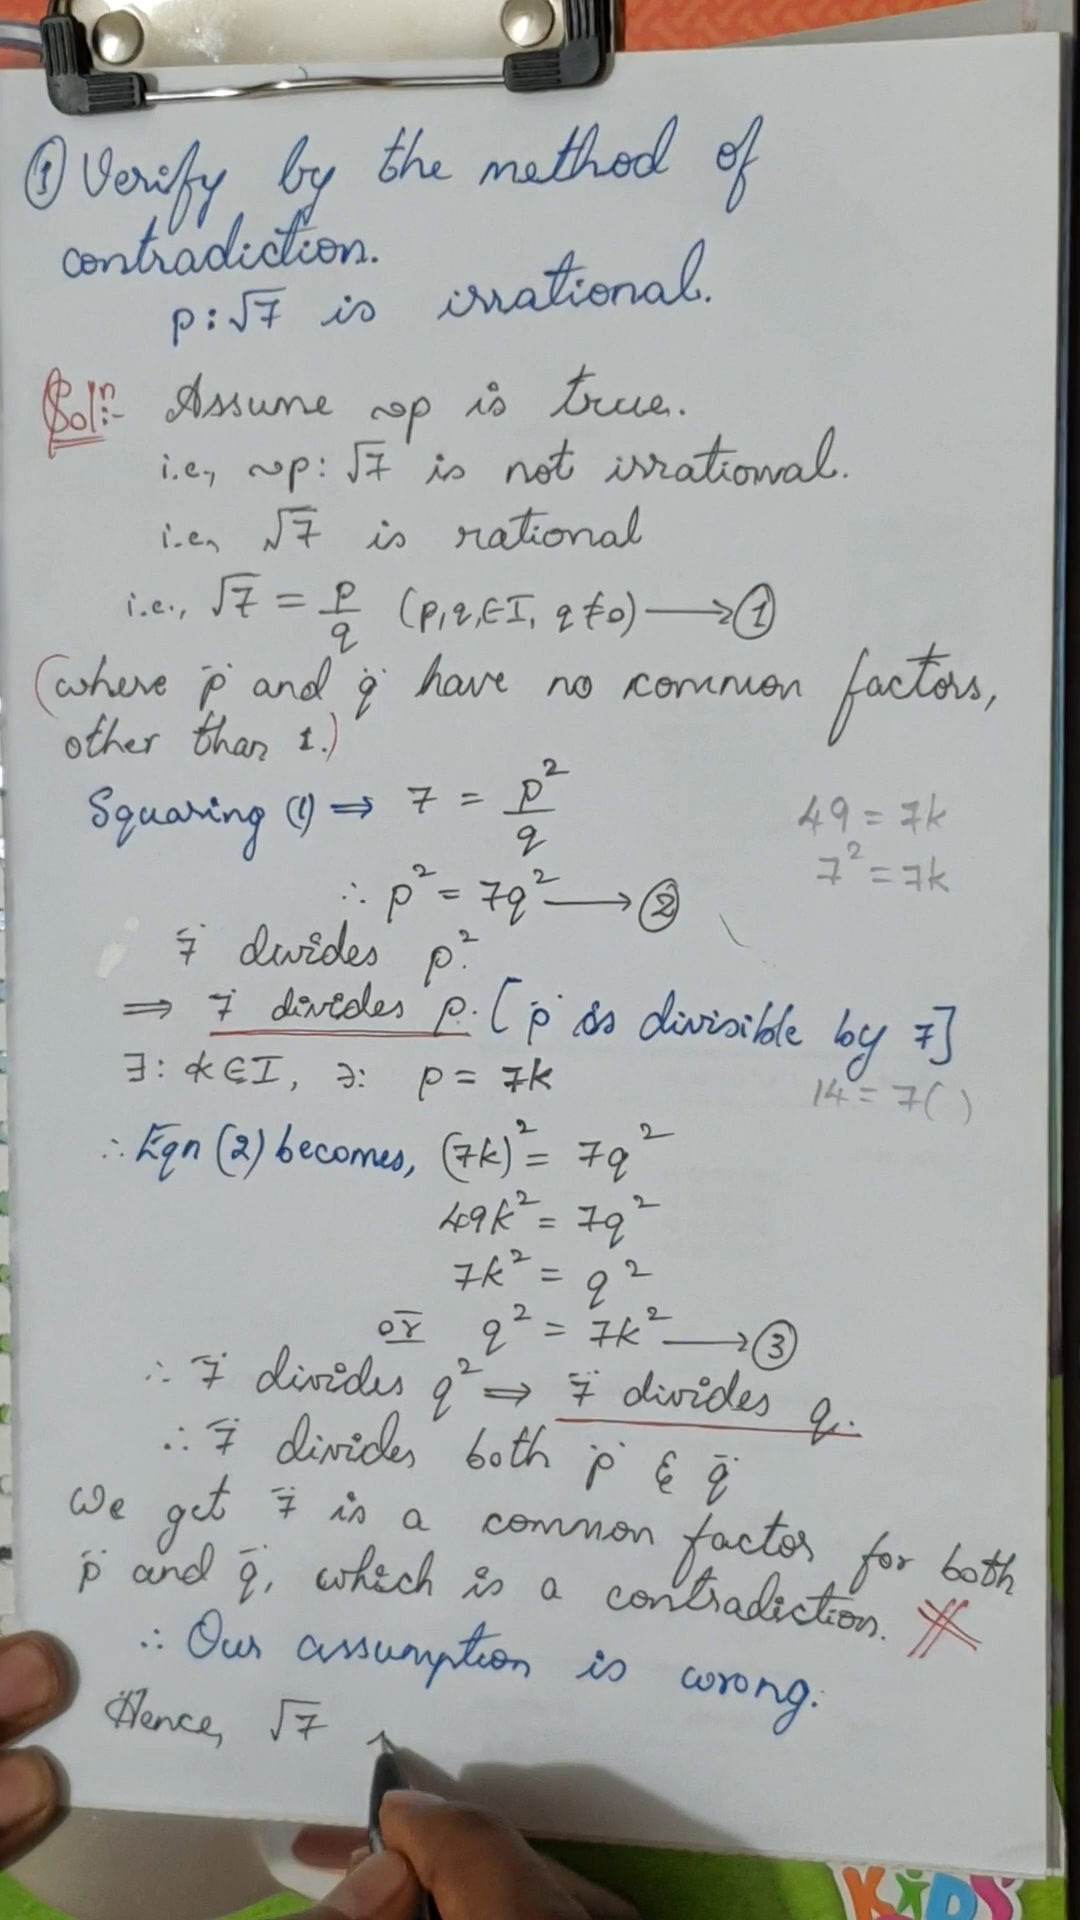 ① Verify by the method of
contradiction.
p: √7 is irrational.
Solⁿ:- Assume ~p is true.
i.e., ~p: √7 is not irrational.
i.e., √7 is rational
i.e., √7 = p/q (p, q, ∈ I, q ≠ 0) ⟶ ①
(where 'p' and 'q' have no common factors,
other than 1.)
Squaring (1) ⇒ 7 = p²/q
49 = 7k
7² = 7k
∴ p² = 7q² ⟶ ②
'7' divides p².
⇒ '7' divides p. ['p' is divisible by 7]
∃: k ∈ I, ∋: p = 7k
14 = 7( )
∴ Eqn (2) becomes, (7k)² = 7q²
49k² = 7q²
7k² = q²
or q² = 7k² ⟶ ③
∴ '7' divides q² ⇒ '7' divides q.
∴ '7' divides both 'p' & 'q'
We get '7' is a common factor for both
'p' and 'q', which is a contradiction.
∴ Our assumption is wrong.
Hence, √7
KiDS